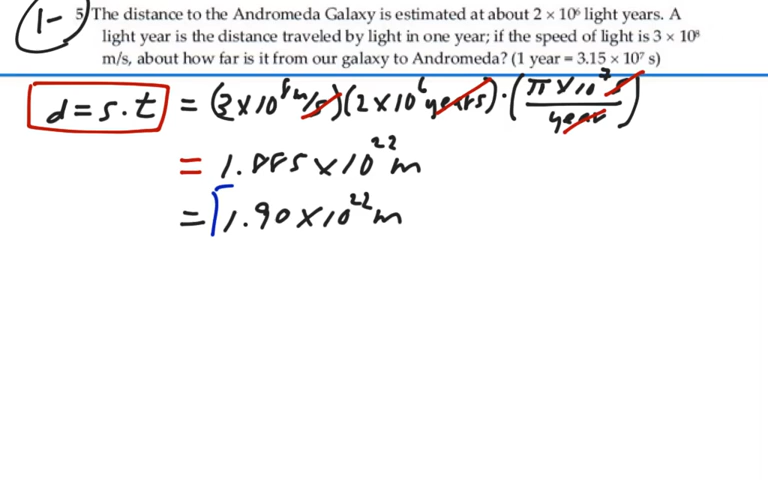 1- 5) The distance to the Andromeda Galaxy is estimated at about 2 × 10⁶ light years. A
light year is the distance traveled by light in one year; if the speed of light is 3 × 10⁸
m/s, about how far is it from our galaxy to Andromeda? (1 year = 3.15 × 10⁷ s)
d = s · t = (3 × 10⁸ m/s)(2 × 10⁶ years) · (π × 10⁷ s / year)
= 1.885 × 10²² m
= 1.90 × 10²² m